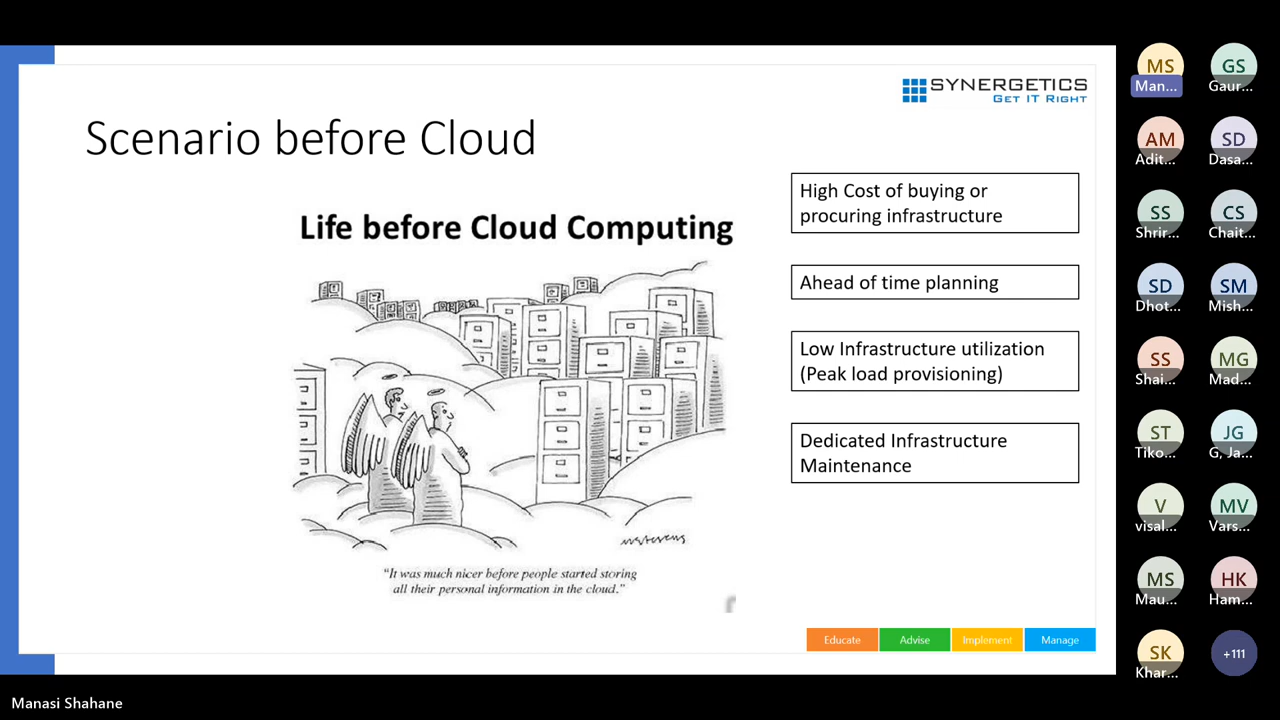 SYNERGETICS
GET IT RIGHT
Scenario before Cloud
Life before Cloud Computing
"It was much nicer before people started storing
all their personal information in the cloud."
High Cost of buying or
procuring infrastructure
Ahead of time planning
Low Infrastructure utilization
(Peak load provisioning)
Dedicated Infrastructure
Maintenance
Educate
Advise
Implement
Manage
MS
Man...
GS
Gaur...
AM
Adit...
SD
Dasa...
SS
Shrir...
CS
Chait...
SD
Dhot...
SM
Mish...
SS
Shai...
MG
Mad...
ST
Tiko...
JG
G, Ja...
V
visal...
MV
Vars...
MS
Mau...
HK
Ham...
SK
Khar...
+111
Manasi Shahane